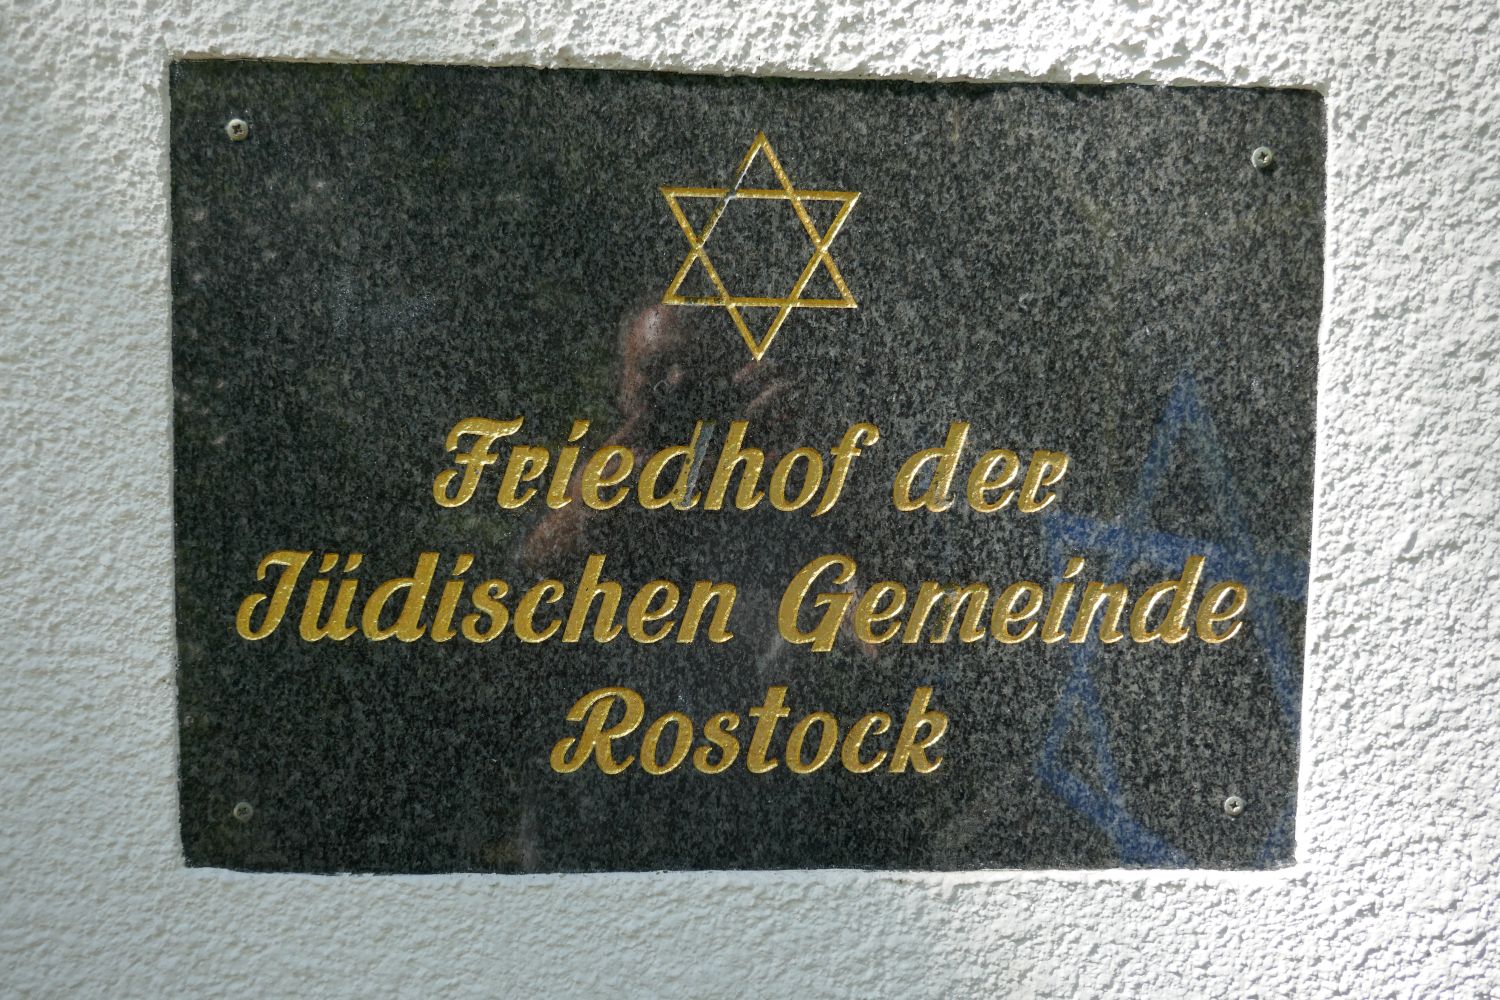 Friedhof der
Jüdischen Gemeinde
Rostock